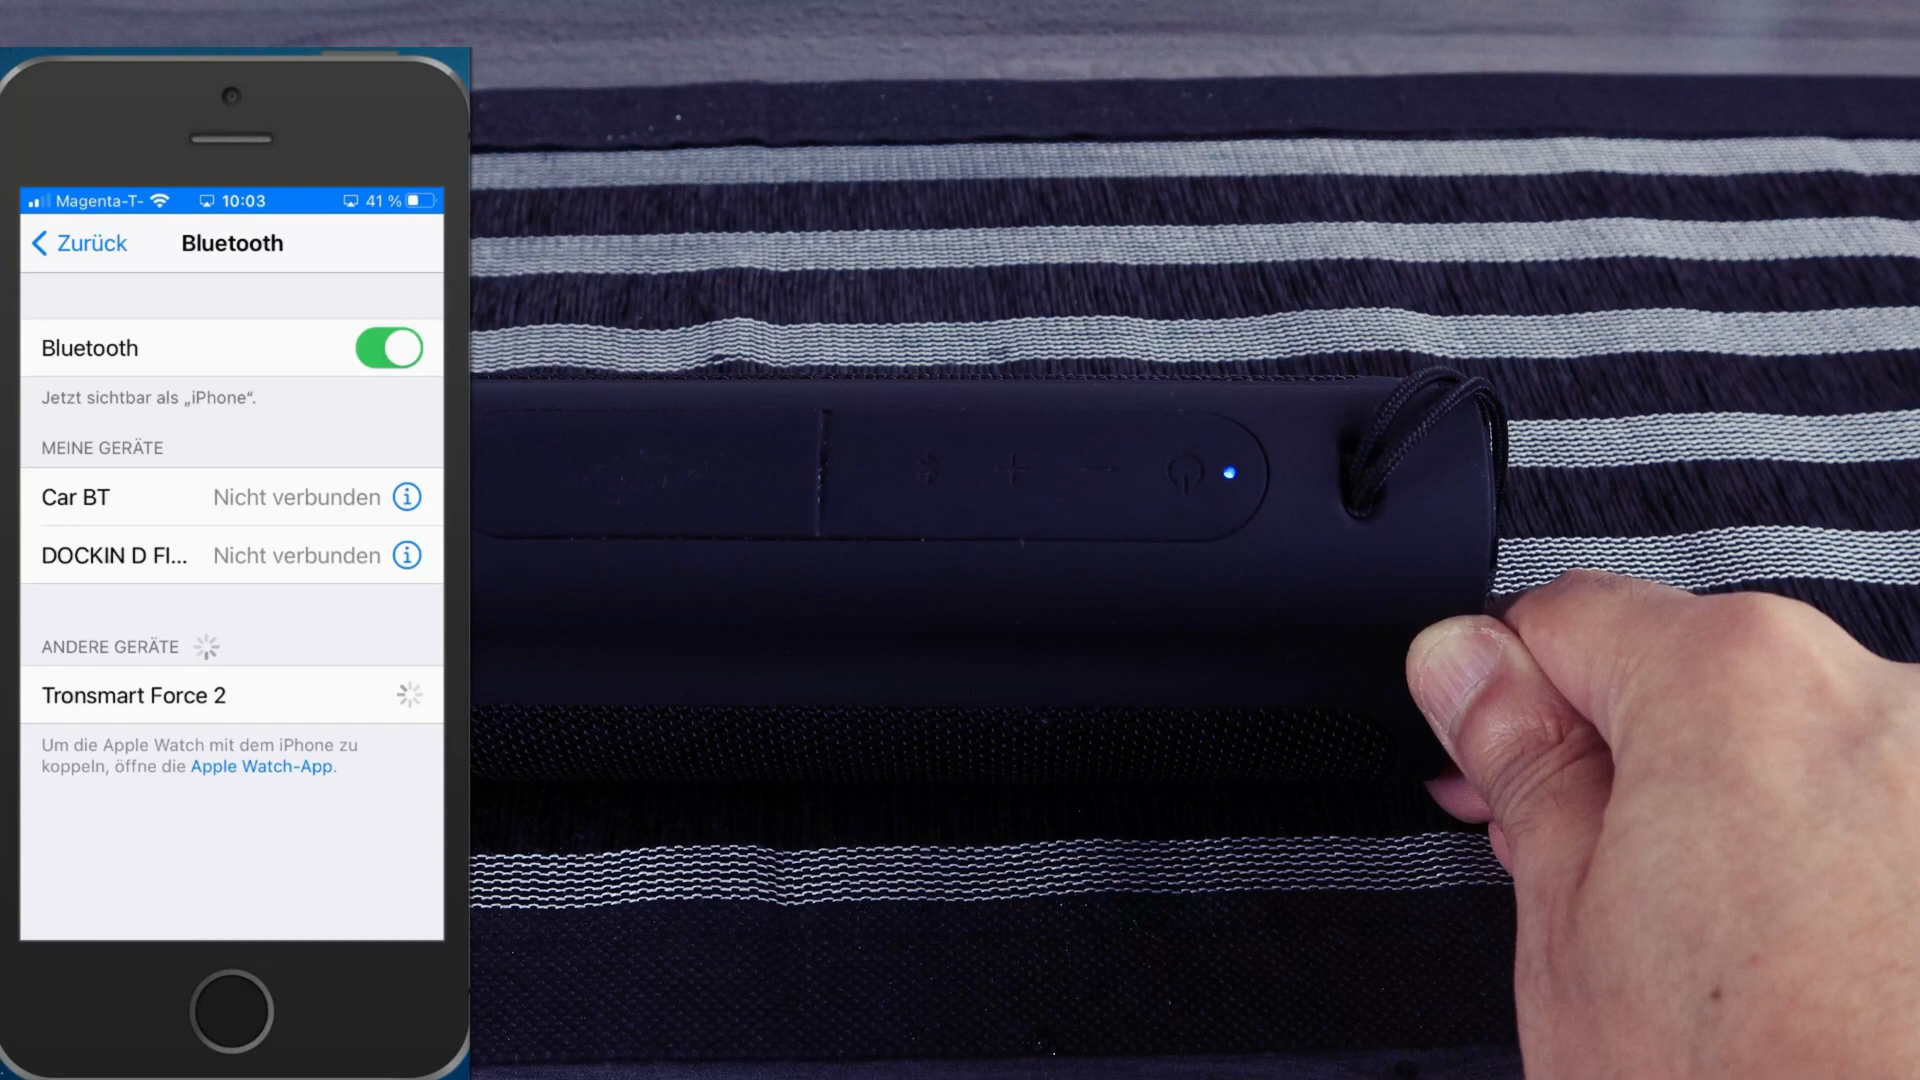 Magenta-T- 10:03 41 %
Zurück Bluetooth
Bluetooth
Jetzt sichtbar als „iPhone“.
MEINE GERÄTE
Car BT Nicht verbunden
DOCKIN D FI... Nicht verbunden
ANDERE GERÄTE
Tronsmart Force 2
Um die Apple Watch mit dem iPhone zu
koppeln, öffne die Apple Watch-App.